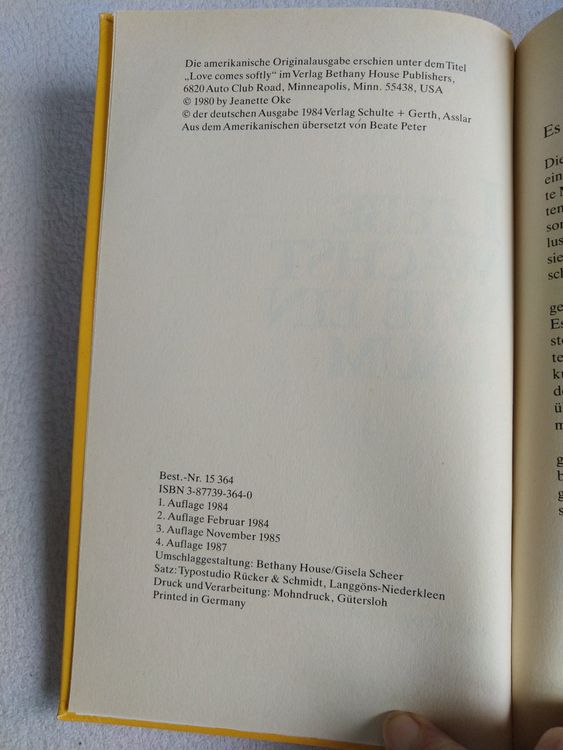 Die amerikanische Originalausgabe erschien unter dem Titel
„Love comes softly“ im Verlag Bethany House Publishers,
6820 Auto Club Road, Minneapolis, Minn. 55438, USA
© 1980 by Jeanette Oke
© der deutschen Ausgabe 1984 Verlag Schulte + Gerth, Asslar
Aus dem Amerikanischen übersetzt von Beate Peter
Best.-Nr. 15 364
ISBN 3-87739-364-0
1. Auflage 1984
2. Auflage Februar 1984
3. Auflage November 1985
4. Auflage 1987
Umschlaggestaltung: Bethany House/Gisela Scheer
Satz: Typostudio Rücker & Schmidt, Langgöns-Niederkleen
Druck und Verarbeitung: Mohndruck, Gütersloh
Printed in Germany
Es